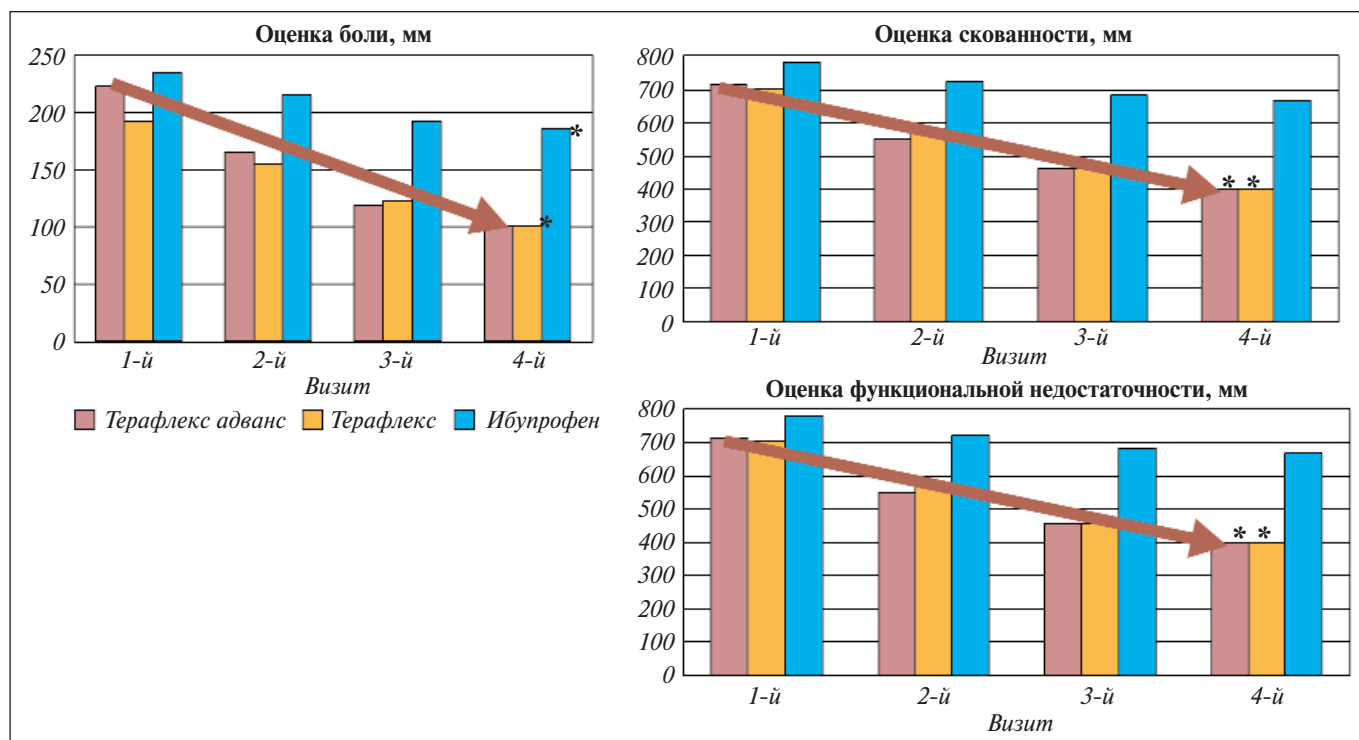 Оценка боли, мм
250
200
150
100
50
0
*
*
1-й 2-й 3-й 4-й
Визит
Терафлекс адванс Терафлекс Ибупрофен
Оценка скованности, мм
800
700
600
500
400
300
200
100
0
* *
1-й 2-й 3-й 4-й
Визит
Оценка функциональной недостаточности, мм
800
700
600
500
400
300
200
100
0
* *
1-й 2-й 3-й 4-й
Визит